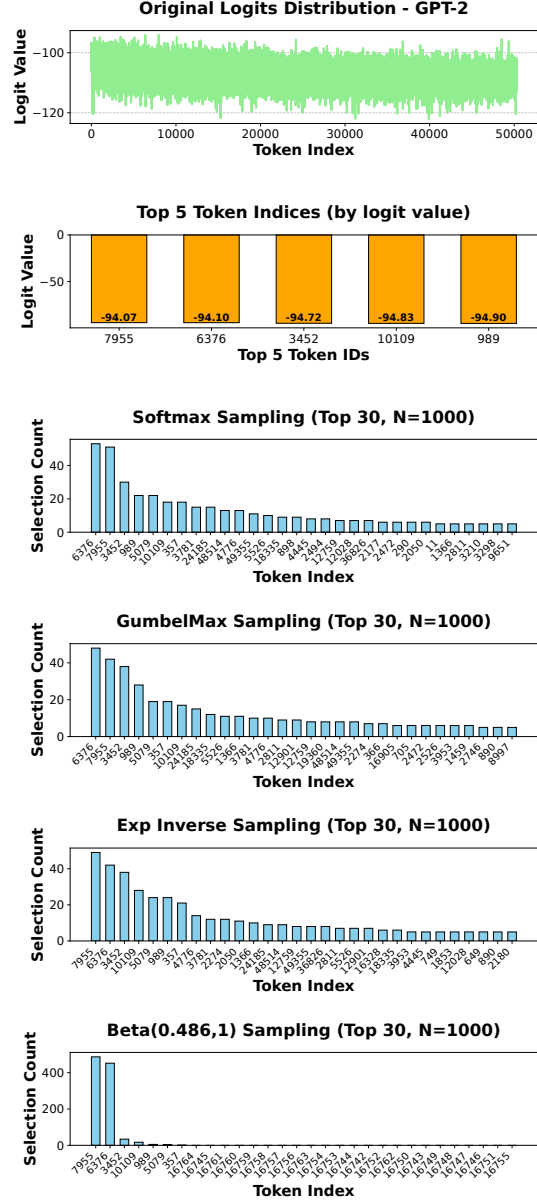 Original Logits Distribution - GPT-2
Logit Value
−100
−120
0 10000 20000 30000 40000 50000
Token Index
Top 5 Token Indices (by logit value)
Logit Value
0
−50
-94.07 -94.10 -94.72 -94.83 -94.90
7955 6376 3452 10109 989
Top 5 Token IDs
Softmax Sampling (Top 30, N=1000)
Selection Count
40
20
0
6376 7955 3452 989 5079 10109 357 3781 24185 48514 4776 49355 5526 18335 898 4445 2494 12759 12028 36826 2177 2472 290 2050 11 1366 2811 3210 3298 9651
Token Index
GumbelMax Sampling (Top 30, N=1000)
Selection Count
40
20
0
6376 7955 3452 989 5079 357 10109 24185 18335 5526 1366 3781 4776 2811 12901 12759 19360 48514 49355 2274 366 16905 705 2472 2526 3953 1459 2746 890 8997
Token Index
Exp Inverse Sampling (Top 30, N=1000)
Selection Count
40
20
0
7955 6376 3452 10109 5079 989 357 4776 3781 2274 2050 1366 24185 48514 12759 49355 36826 2811 5526 12901 16328 18335 3953 4445 749 1853 12028 649 890 2180
Token Index
Beta(0.486,1) Sampling (Top 30, N=1000)
Selection Count
400
200
0
7955 6376 3452 10109 989 5079 357 16764 16745 16761 16760 16759 16758 16757 16756 16763 16754 16753 16744 16742 16752 16762 16750 16743 16749 16748 16747 16746 16751 16755
Token Index